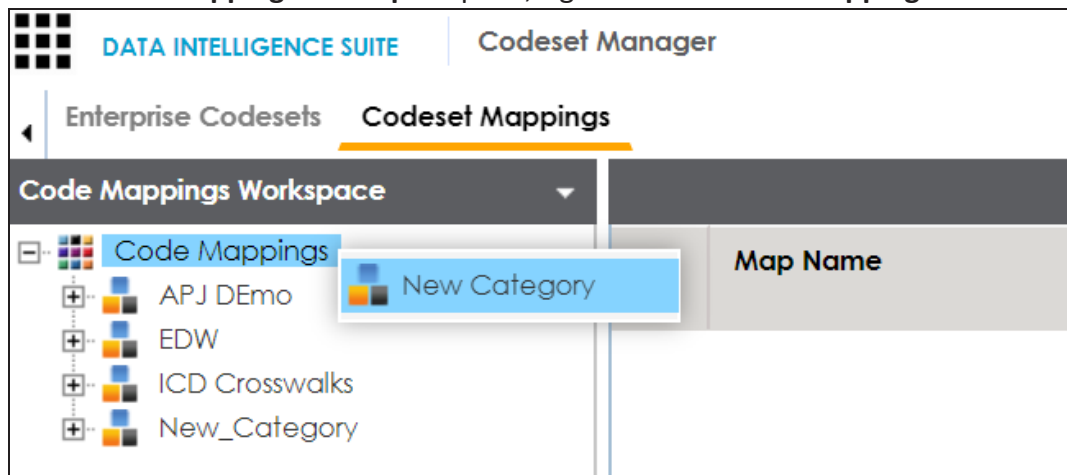 DATA INTELLIGENCE SUITE Codeset Manager
Enterprise Codesets Codeset Mappings
Code Mappings Workspace
Code Mappings
New Category
Map Name
APJ DEmo
EDW
ICD Crosswalks
New_Category